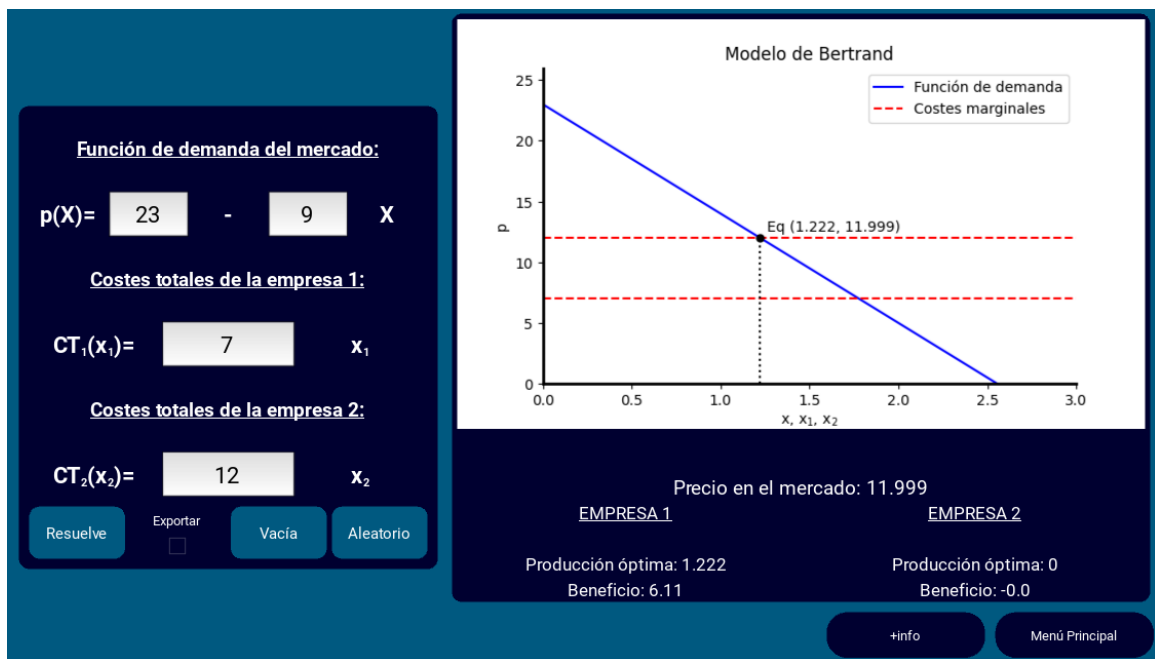 Función de demanda del mercado:
p(X)= 23 - 9 X
Costes totales de la empresa 1:
CT₁(x₁)= 7 x₁
Costes totales de la empresa 2:
CT₂(x₂)= 12 x₂
Resuelve
Exportar
Vacía
Aleatorio
Modelo de Bertrand
Función de demanda
Costes marginales
25
20
15
10
5
0
p
Eq (1.222, 11.999)
0.0 0.5 1.0 1.5 2.0 2.5 3.0
x, x₁, x₂
Precio en el mercado: 11.999
EMPRESA 1
Producción óptima: 1.222
Beneficio: 6.11
EMPRESA 2
Producción óptima: 0
Beneficio: -0.0
+info
Menú Principal